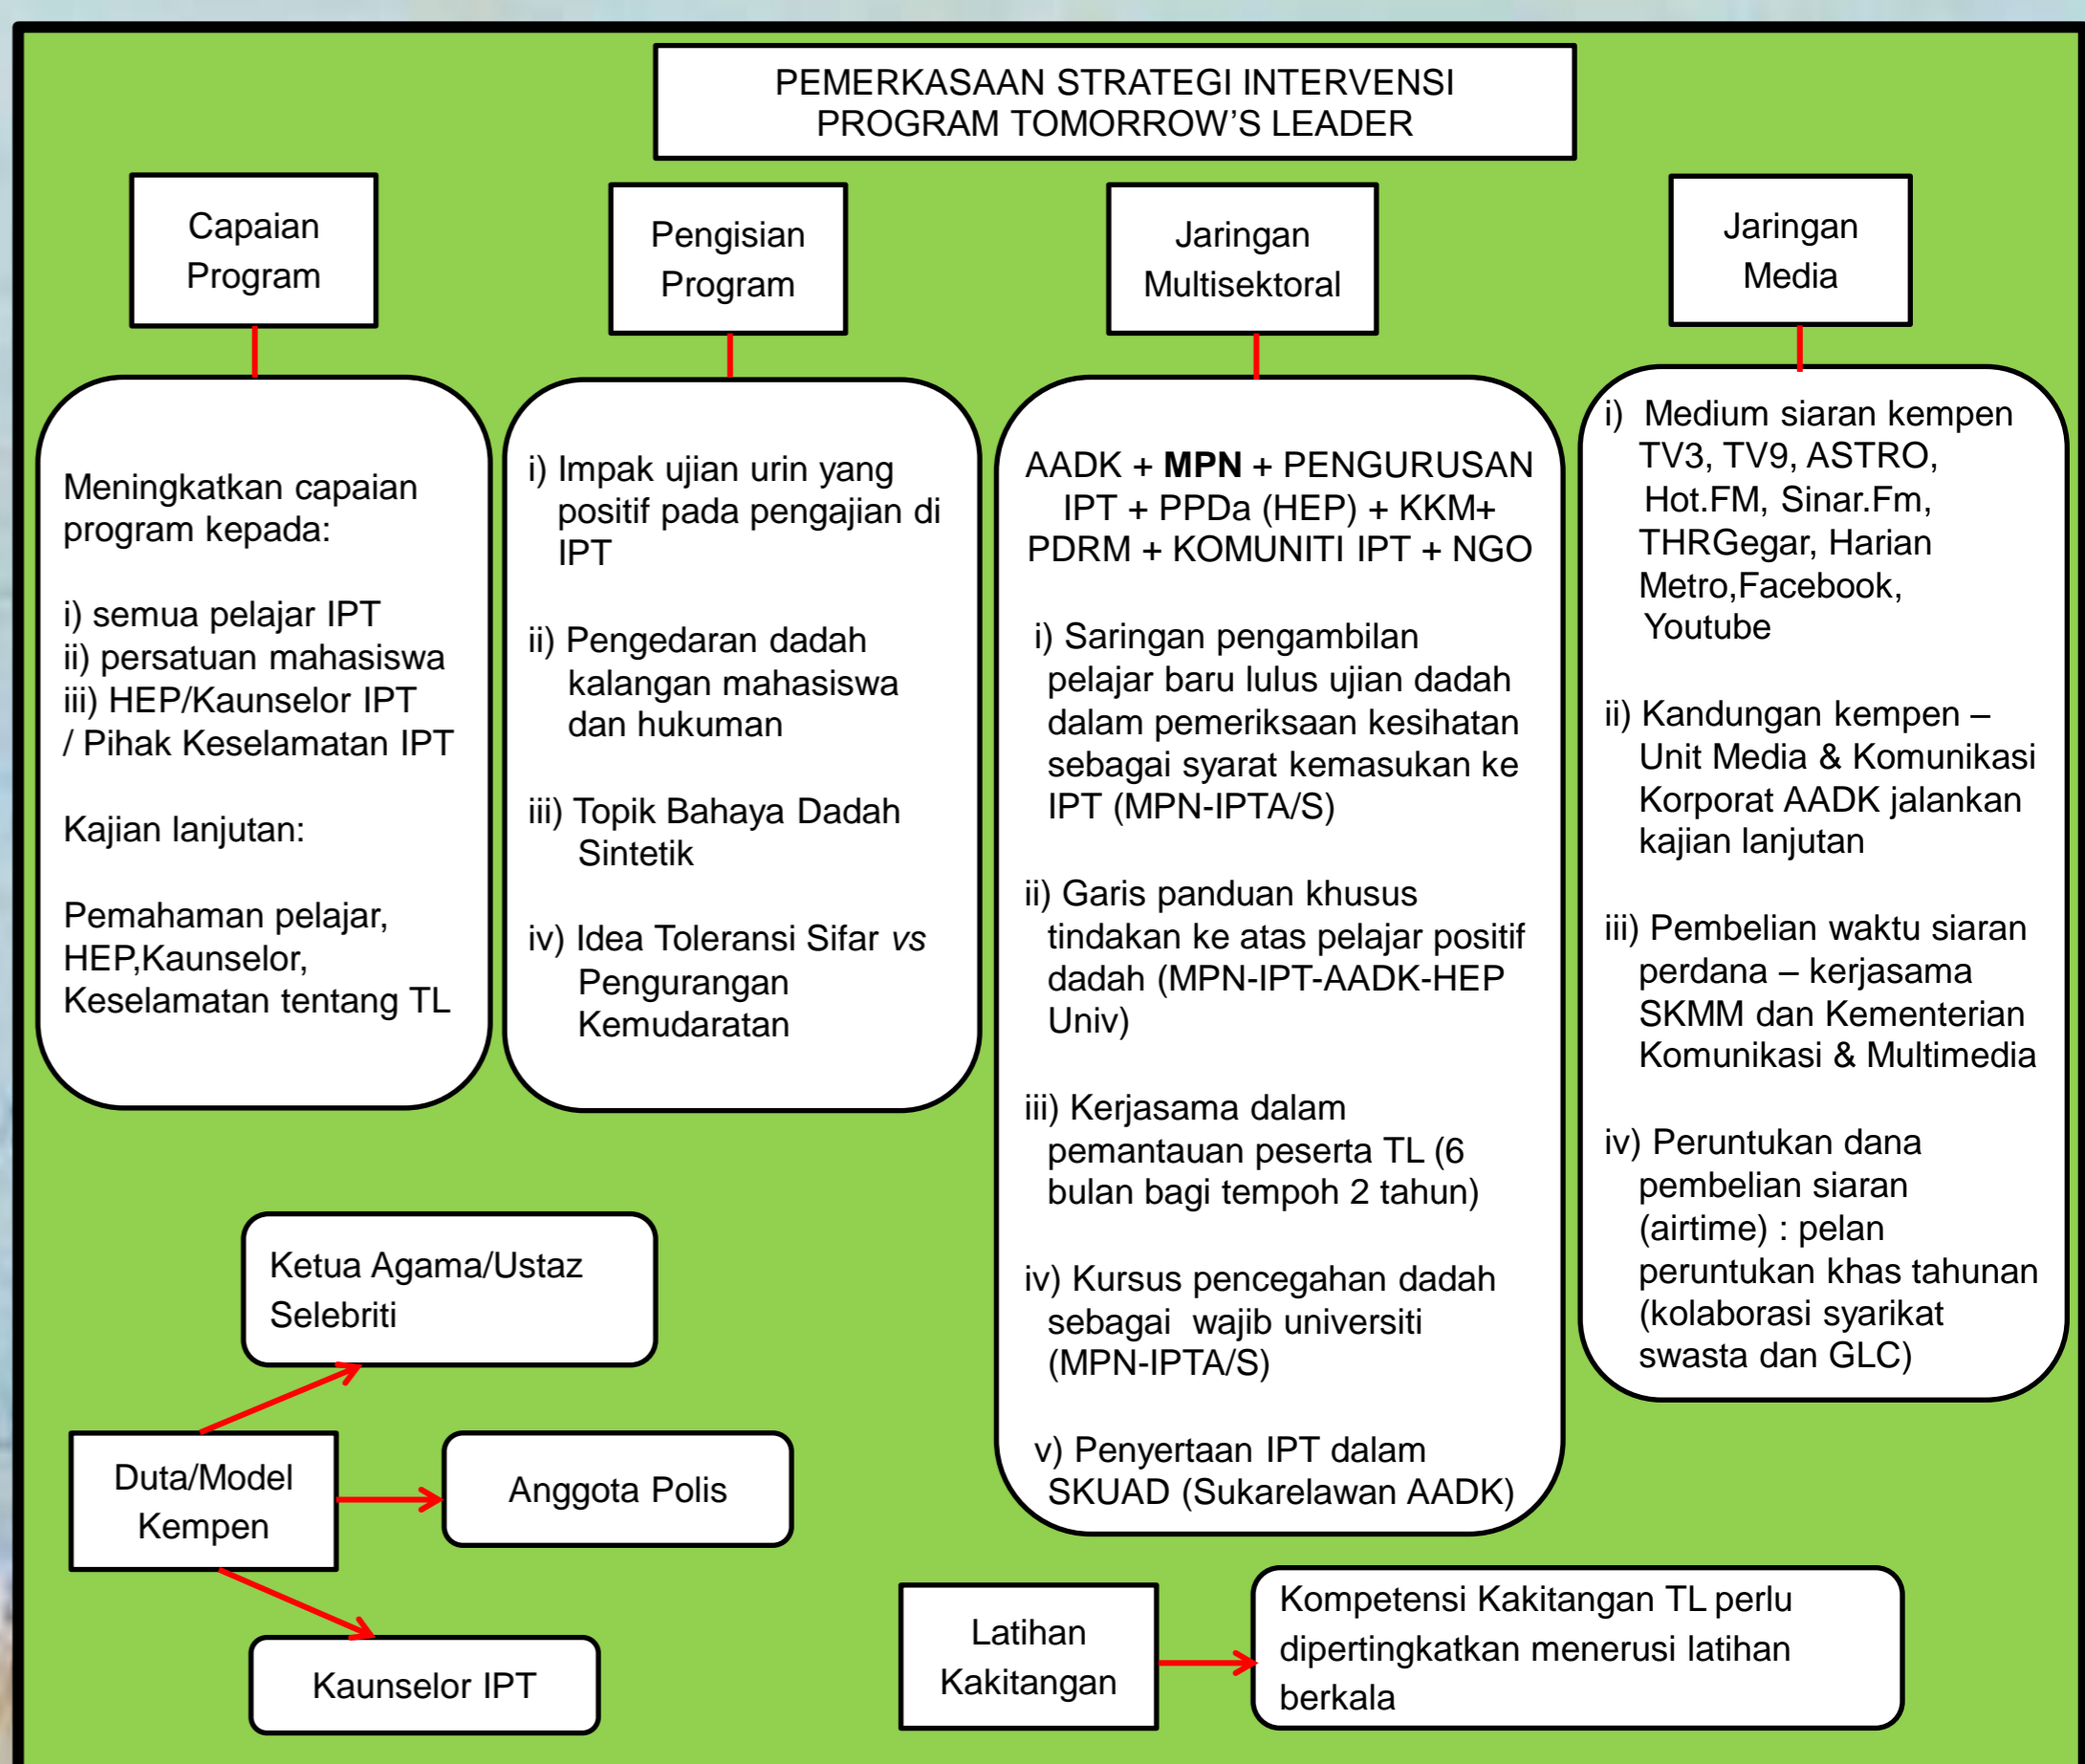 PEMERKASAAN STRATEGI INTERVENSI
PROGRAM TOMORROW'S LEADER
Capaian
Program
Meningkatkan capaian
program kepada:
i) semua pelajar IPT
ii) persatuan mahasiswa
iii) HEP/Kaunselor IPT
/ Pihak Keselamatan IPT
Kajian lanjutan:
Pemahaman pelajar,
HEP,Kaunselor,
Keselamatan tentang TL
Pengisian
Program
i) Impak ujian urin yang
positif pada pengajian di
IPT
ii) Pengedaran dadah
kalangan mahasiswa
dan hukuman
iii) Topik Bahaya Dadah
Sintetik
iv) Idea Toleransi Sifar vs
Pengurangan
Kemudaratan
Jaringan
Multisektoral
AADK + MPN + PENGURUSAN
IPT + PPDa (HEP) + KKM+
PDRM + KOMUNITI IPT + NGO
i) Saringan pengambilan
pelajar baru lulus ujian dadah
dalam pemeriksaan kesihatan
sebagai syarat kemasukan ke
IPT (MPN-IPTA/S)
ii) Garis panduan khusus
tindakan ke atas pelajar positif
dadah (MPN-IPT-AADK-HEP
Univ)
iii) Kerjasama dalam
pemantauan peserta TL (6
bulan bagi tempoh 2 tahun)
iv) Kursus pencegahan dadah
sebagai wajib universiti
(MPN-IPTA/S)
v) Penyertaan IPT dalam
SKUAD (Sukarelawan AADK)
Jaringan
Media
i) Medium siaran kempen
TV3, TV9, ASTRO,
Hot.FM, Sinar.Fm,
THRGegar, Harian
Metro,Facebook,
Youtube
ii) Kandungan kempen –
Unit Media & Komunikasi
Korporat AADK jalankan
kajian lanjutan
iii) Pembelian waktu siaran
perdana – kerjasama
SKMM dan Kementerian
Komunikasi & Multimedia
iv) Peruntukan dana
pembelian siaran
(airtime) : pelan
peruntukan khas tahunan
(kolaborasi syarikat
swasta dan GLC)
Duta/Model
Kempen
Ketua Agama/Ustaz
Selebriti
Anggota Polis
Kaunselor IPT
Latihan
Kakitangan
Kompetensi Kakitangan TL perlu
dipertingkatkan menerusi latihan
berkala